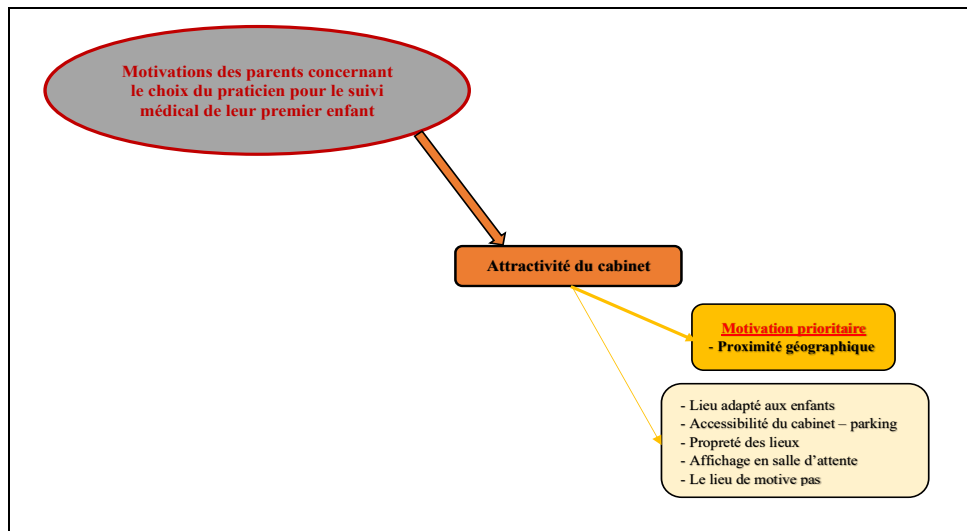 Motivations des parents concernant
le choix du praticien pour le suivi
médical de leur premier enfant
Attractivité du cabinet
Motivation prioritaire
- Proximité géographique
- Lieu adapté aux enfants
- Accessibilité du cabinet – parking
- Propreté des lieux
- Affichage en salle d'attente
- Le lieu de motive pas